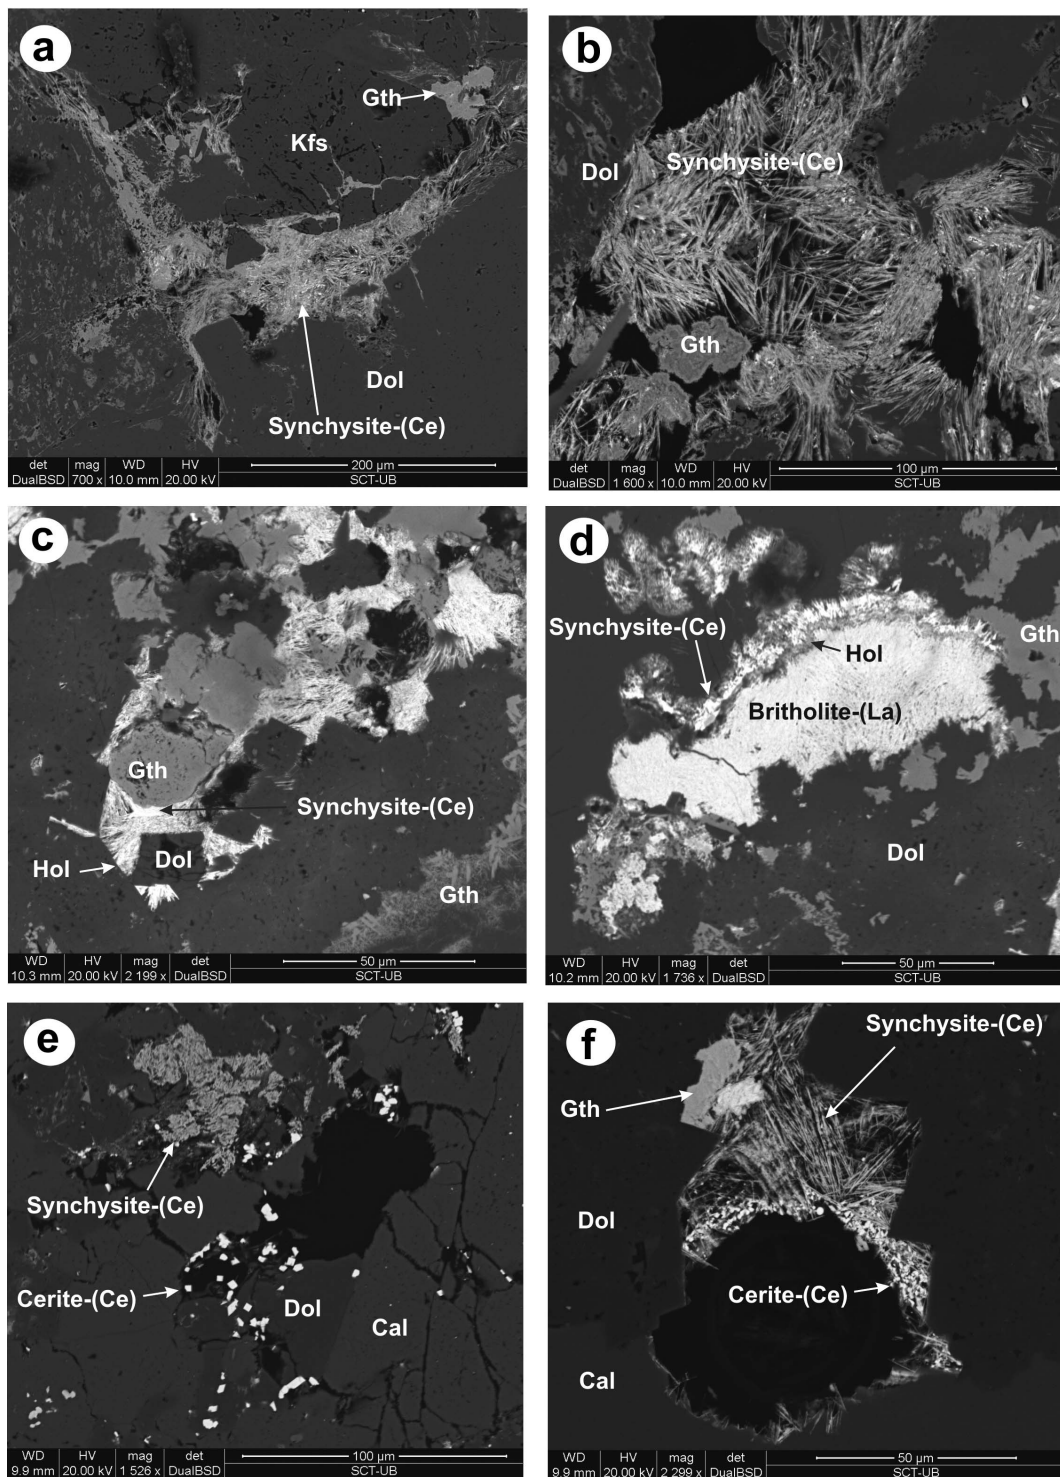 a
Gth
Kfs
Dol
Synchysite-(Ce)
det mag WD HV 200 µm
DualBSD 700 x 10.0 mm 20.00 kV SCT-UB
b
Dol
Synchysite-(Ce)
Gth
det mag WD HV 100 µm
DualBSD 1 600 x 10.0 mm 20.00 kV SCT-UB
c
Gth
Synchysite-(Ce)
Hol
Dol
Gth
WD HV mag det 50 µm
10.3 mm 20.00 kV 2 199 x DualBSD SCT-UB
d
Synchysite-(Ce)
Gth
Hol
Britholite-(La)
Dol
WD HV mag det 50 µm
10.2 mm 20.00 kV 1 736 x DualBSD SCT-UB
e
Synchysite-(Ce)
Cerite-(Ce)
Dol
Cal
WD HV mag det 100 µm
9.9 mm 20.00 kV 1 526 x DualBSD SCT-UB
f
Synchysite-(Ce)
Gth
Dol
Cerite-(Ce)
Cal
WD HV mag det 50 µm
9.9 mm 20.00 kV 2 299 x DualBSD SCT-UB